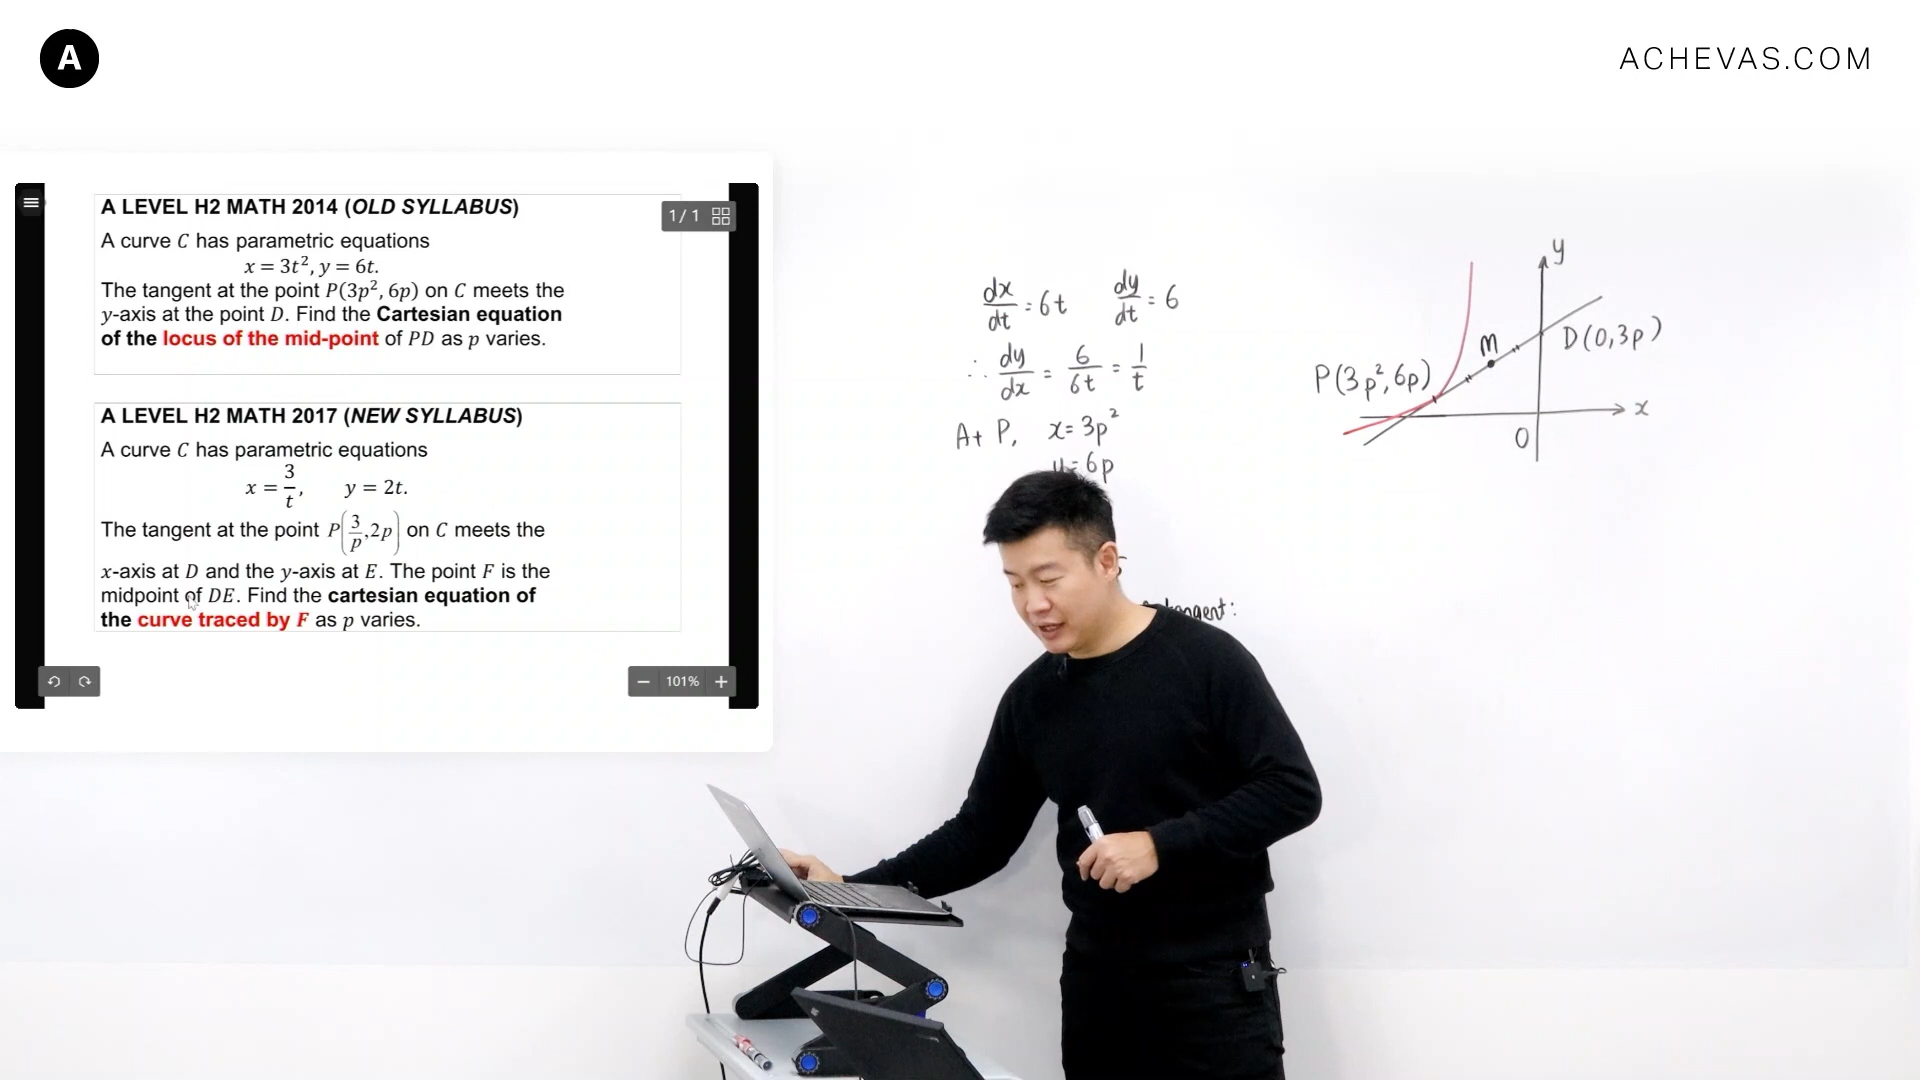 A
ACHEVAS.COM
A LEVEL H2 MATH 2014 (OLD SYLLABUS)
1/1
A curve C has parametric equations
x = 3t², y = 6t.
The tangent at the point P(3p², 6p) on C meets the
y-axis at the point D. Find the Cartesian equation
of the locus of the mid-point of PD as p varies.
A LEVEL H2 MATH 2017 (NEW SYLLABUS)
A curve C has parametric equations
x = 3/t, y = 2t.
The tangent at the point P(3/p, 2p) on C meets the
x-axis at D and the y-axis at E. The point F is the
midpoint of DE. Find the cartesian equation of
the curve traced by F as p varies.
101%
dx/dt = 6t dy/dt = 6
∴ dy/dx = 6/6t = 1/t
At P, x = 3p²
y = 6p
tangent:
y
M
D(0,3p)
P(3p²,6p)
x
O